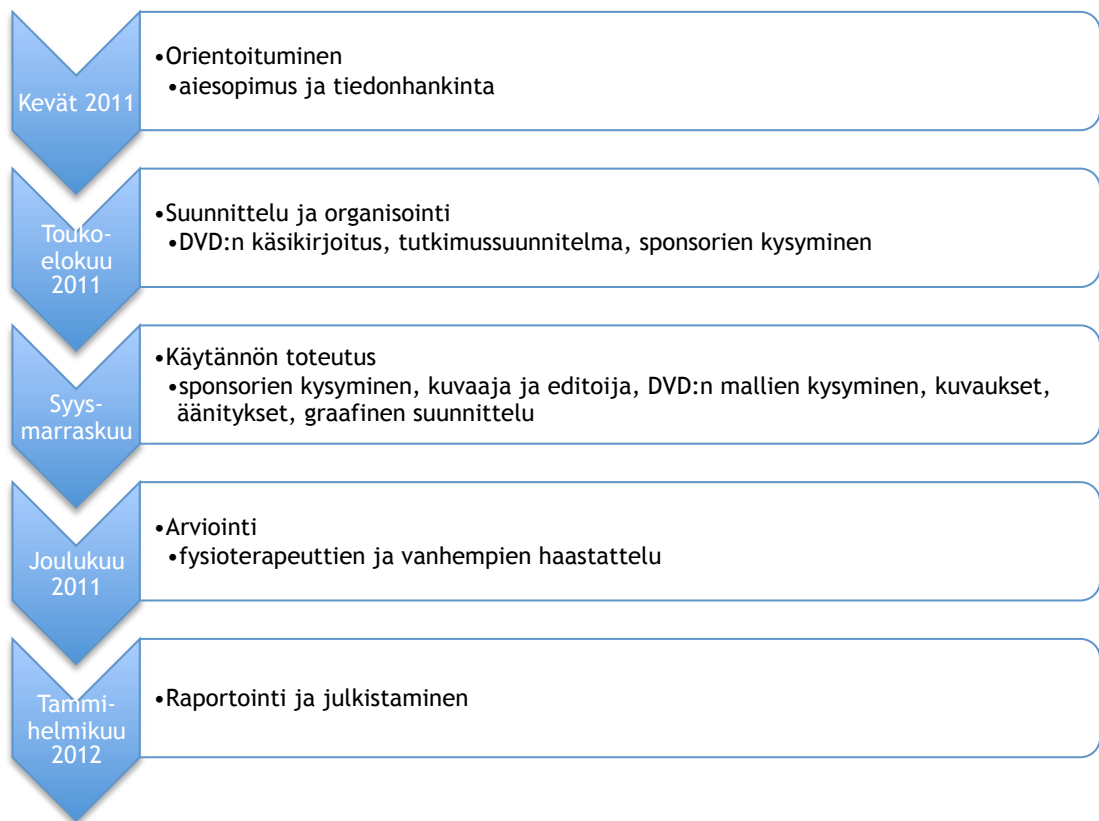 Kevät 2011
•Orientoituminen
•aiesopimus ja tiedonhankinta
Touko-
elokuu
2011
•Suunnittelu ja organisointi
•DVD:n käsikirjoitus, tutkimussuunnitelma, sponsorien kysyminen
Syys-
marraskuu
•Käytännön toteutus
•sponsorien kysyminen, kuvaaja ja editoija, DVD:n mallien kysyminen, kuvaukset,
äänitykset, graafinen suunnittelu
Joulukuu
2011
•Arviointi
•fysioterapeuttien ja vanhempien haastattelu
Tammi-
helmikuu
2012
•Raportointi ja julkistaminen